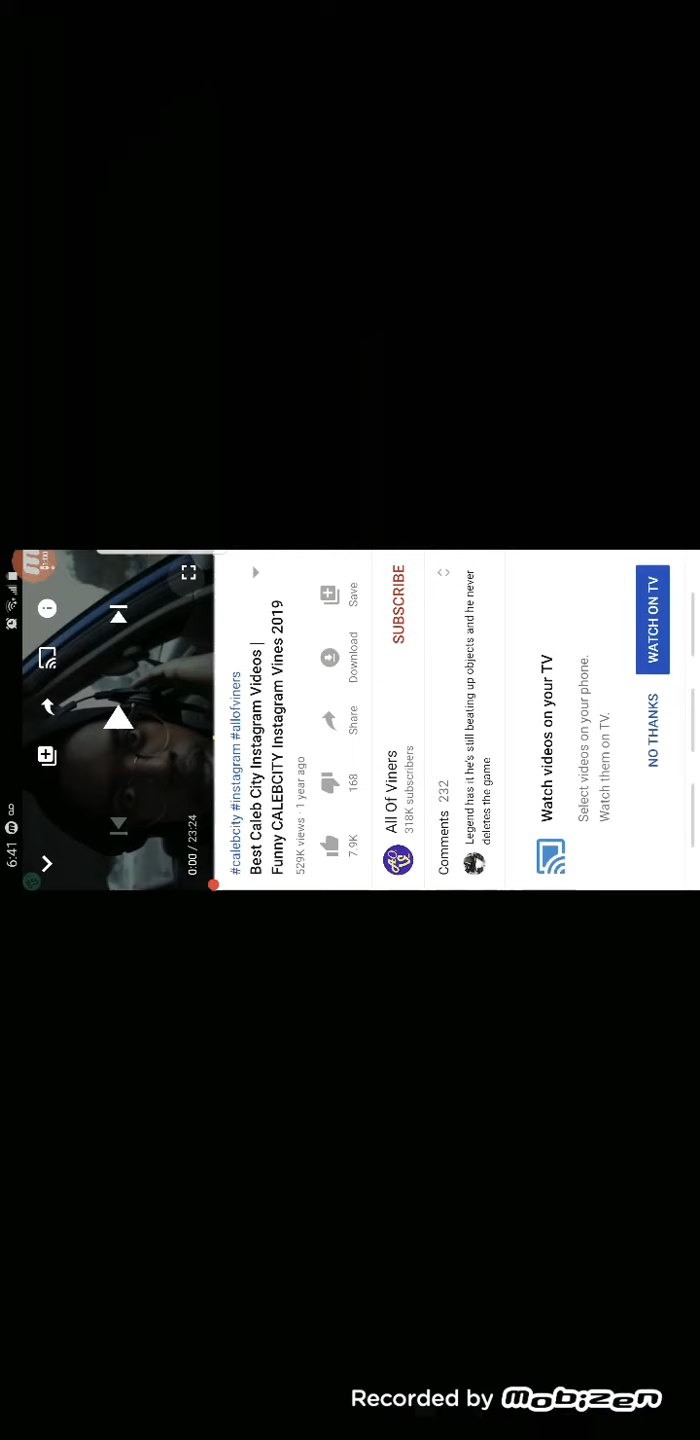 6:41
0:00 / 23:24
#calebcity #instagram #allofviners
Best Caleb City Instagram Videos |
Funny CALEBCITY Instagram Vines 2019
529K views · 1 year ago
7.9K
168
Share
Download
Save
All Of Viners
318K subscribers
SUBSCRIBE
Comments 232
Legend has it he's still beating up objects and he never
deletes the game
Watch videos on your TV
Select videos on your phone.
Watch them on TV.
NO THANKS
WATCH ON TV
Recorded by mobizen